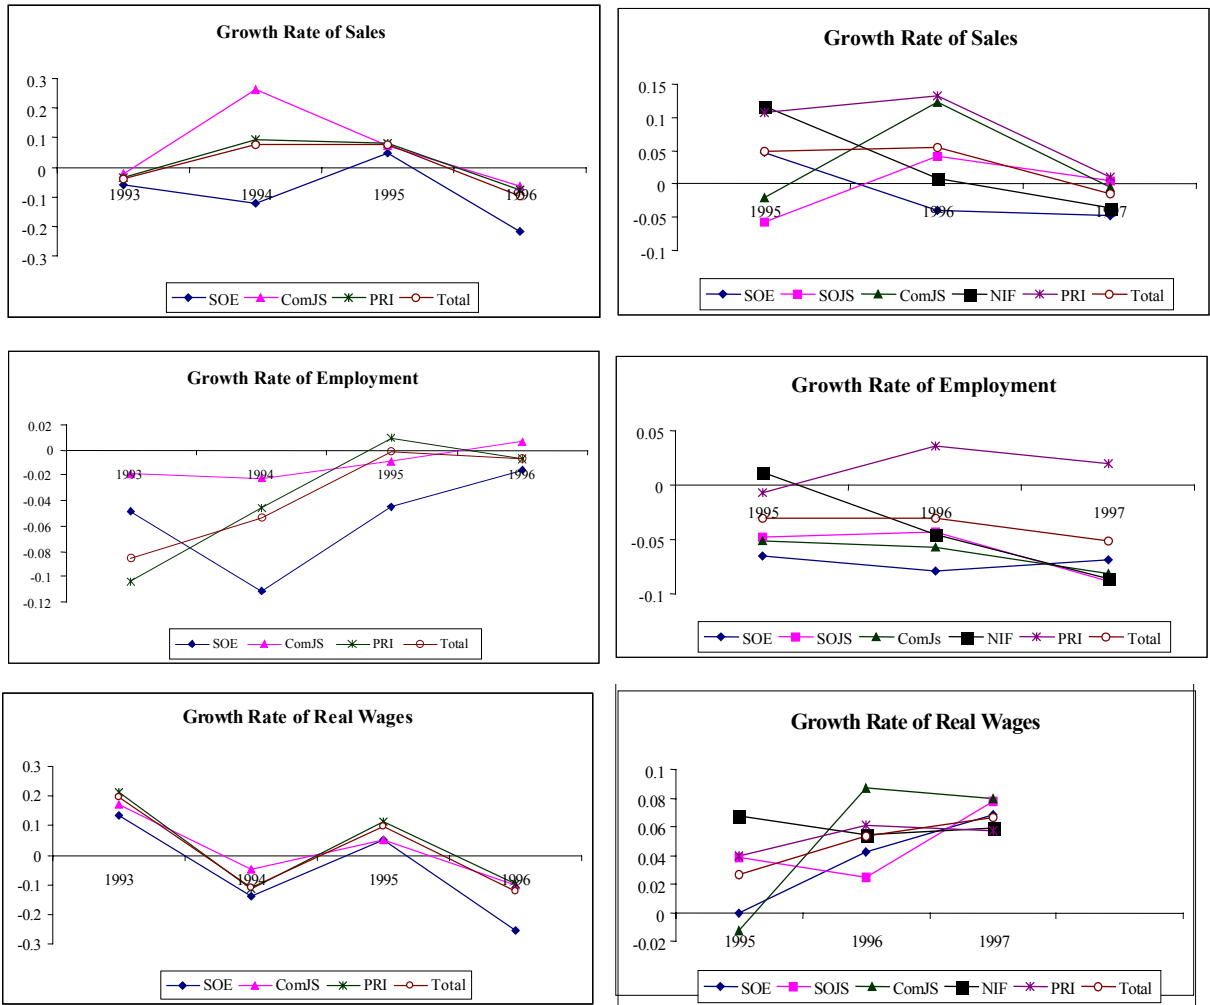 Growth Rate of Sales
0.3
0.2
0.1
0
-0.1
-0.2
-0.3
1993
1994
1995
1996
SOE
ComJS
PRI
Total
Growth Rate of Sales
0.15
0.1
0.05
0
-0.05
-0.1
1995
1996
1997
SOE
SOJS
ComJS
NIF
PRI
Total
Growth Rate of Employment
0.02
0
-0.02
-0.04
-0.06
-0.08
-0.1
-0.12
1993
1994
1995
1996
SOE
ComJS
PRI
Total
Growth Rate of Employment
0.05
0
-0.05
-0.1
1995
1996
1997
SOE
SOJS
ComJs
NIF
PRI
Total
Growth Rate of Real Wages
0.3
0.2
0.1
0
-0.1
-0.2
-0.3
1993
1994
1995
1996
SOE
ComJS
PRI
Total
Growth Rate of Real Wages
0.1
0.08
0.06
0.04
0.02
0
-0.02
1995
1996
1997
SOE
SOJS
ComJS
NIF
PRI
Total